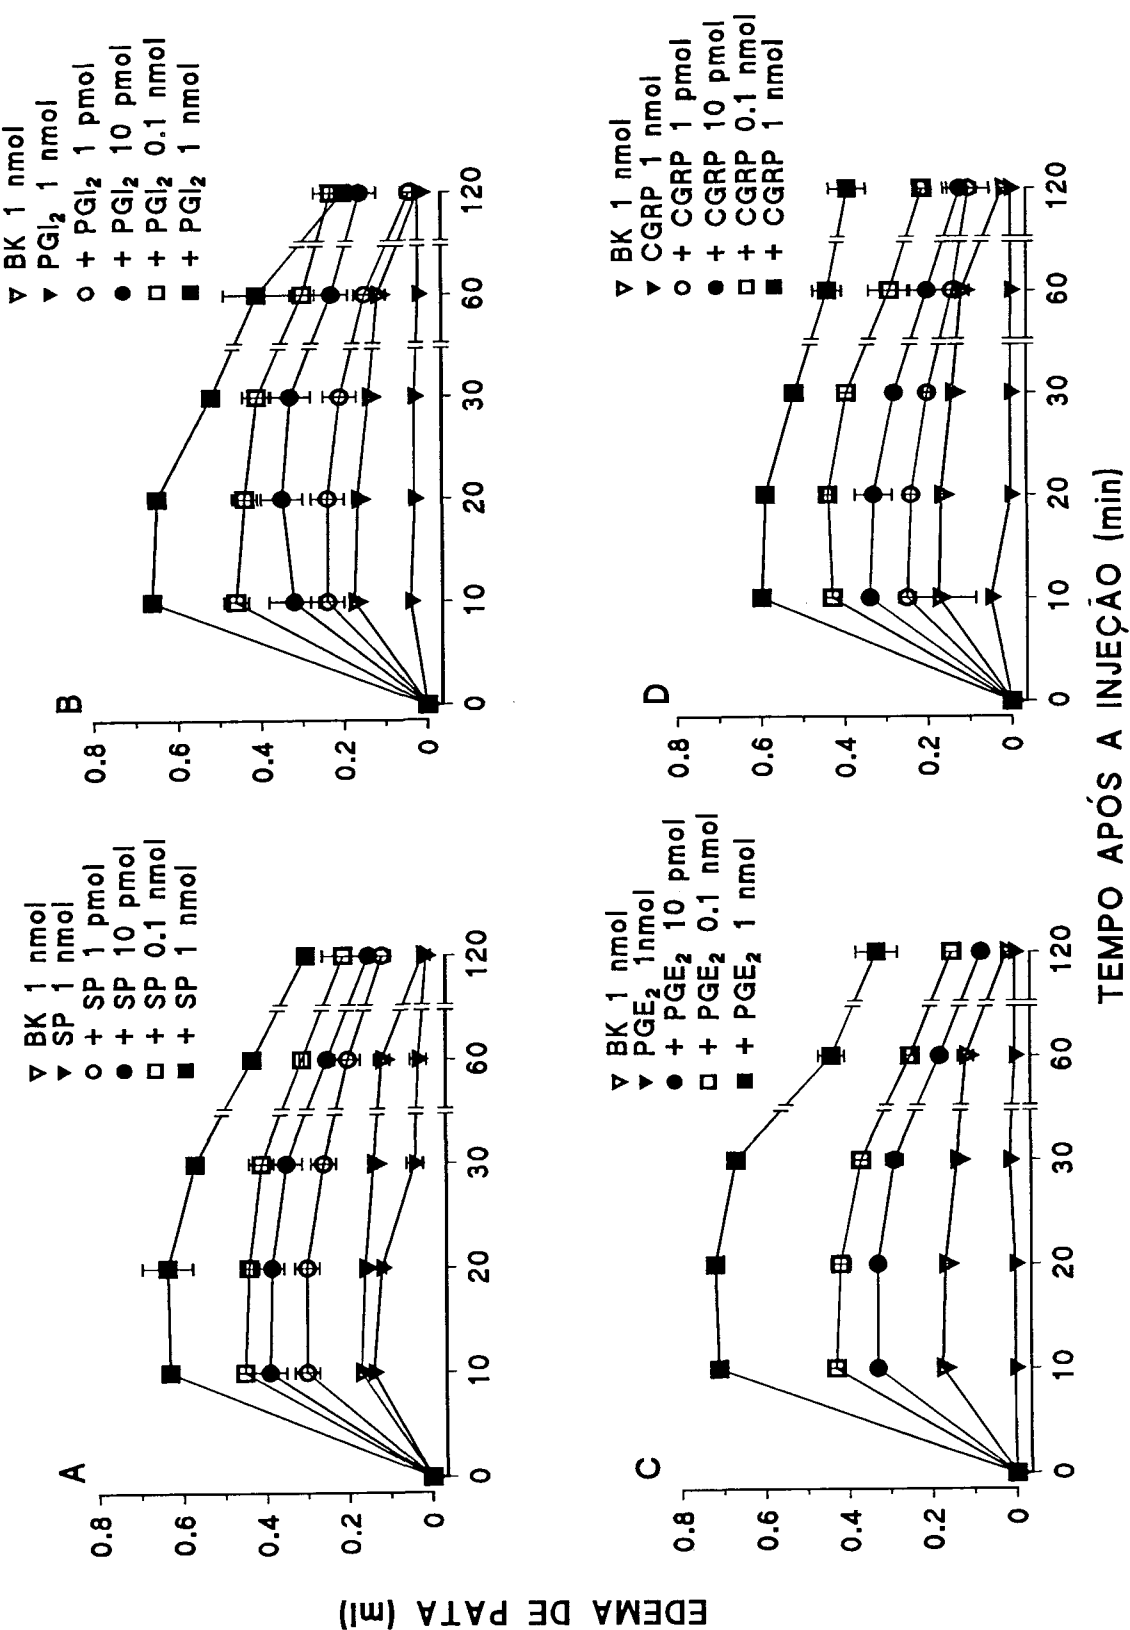 EDEMA DE PATA (ml)
A
▽ BK 1 nmol
▼ SP 1 nmol
○ + SP 1 pmol
● + SP 10 pmol
□ + SP 0.1 nmol
■ + SP 1 nmol
0.8
0.6
0.4
0.2
0
0 10 20 30 60 120
B
▽ BK 1 nmol
▼ PGI₂ 1 nmol
○ + PGI₂ 1 pmol
● + PGI₂ 10 pmol
□ + PGI₂ 0.1 nmol
■ + PGI₂ 1 nmol
0.8
0.6
0.4
0.2
0
0 10 20 30 60 120
C
▽ BK 1 nmol
▼ PGE₂ 1nmol
● + PGE₂ 10 pmol
□ + PGE₂ 0.1 nmol
■ + PGE₂ 1 nmol
0.8
0.6
0.4
0.2
0
0 10 20 30 60 120
D
▽ BK 1 nmol
▼ CGRP 1 nmol
○ + CGRP 1 pmol
● + CGRP 10 pmol
□ + CGRP 0.1 nmol
■ + CGRP 1 nmol
0.8
0.6
0.4
0.2
0
0 10 20 30 60 120
TEMPO APÓS A INJEÇÃO (min)